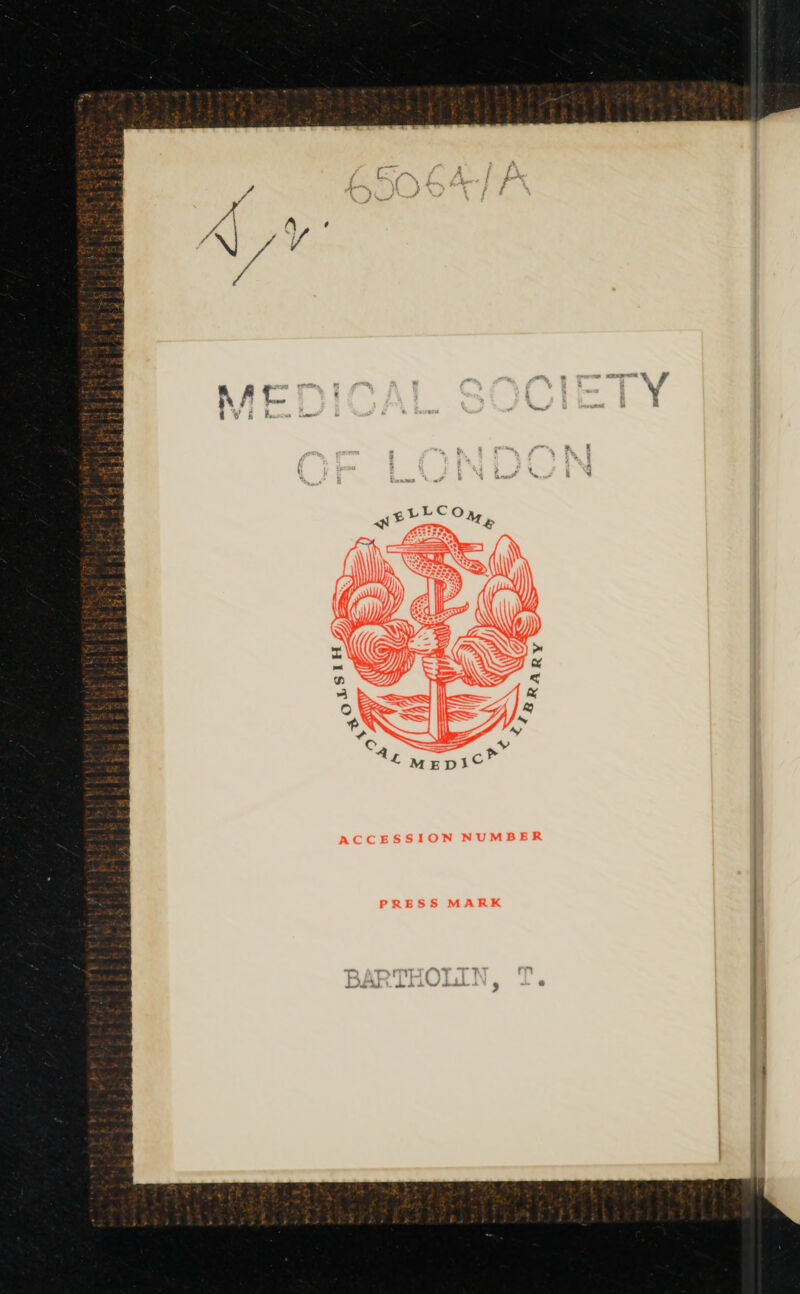 65064/A
MEDICAL SOCIETY
OF LONDON
WELLCOME
HISTORICAL MEDICAL LIBRARY
ACCESSION NUMBER
PRESS MARK
BARTHOLIN, T.